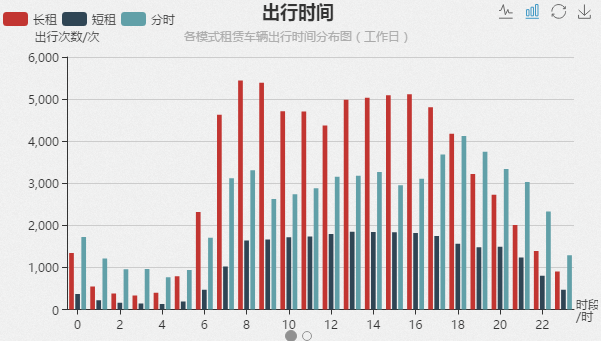 出行时间
长租 短租 分时
出行次数/次
各模式租赁车辆出行时间分布图（工作日）
6,000
5,000
4,000
3,000
2,000
1,000
0
0 2 4 6 8 10 12 14 16 18 20 22
时段
/时